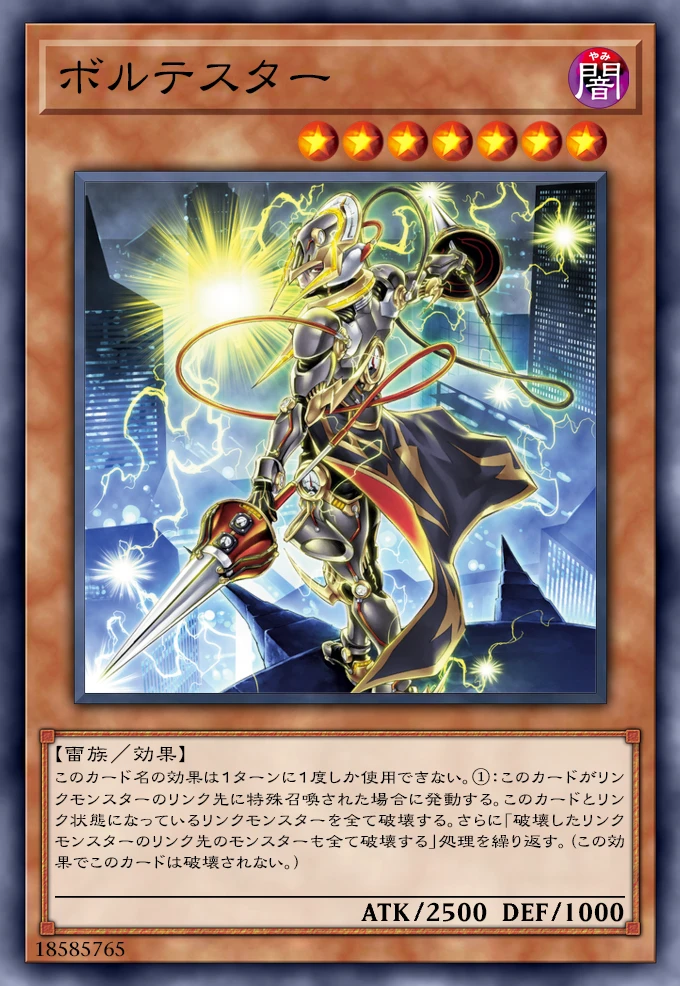 ボルテスター
やみ
闇
【雷族／効果】
このカード名の効果は1ターンに1度しか使用できない。①：このカードがリン
クモンスターのリンク先に特殊召喚された場合に発動する。このカードとリン
ク状態になっているリンクモンスターを全て破壊する。さらに「破壊したリンク
モンスターのリンク先のモンスターも全て破壊する」処理を繰り返す。（この効
果でこのカードは破壊されない。）
ATK/2500 DEF/1000
18585765